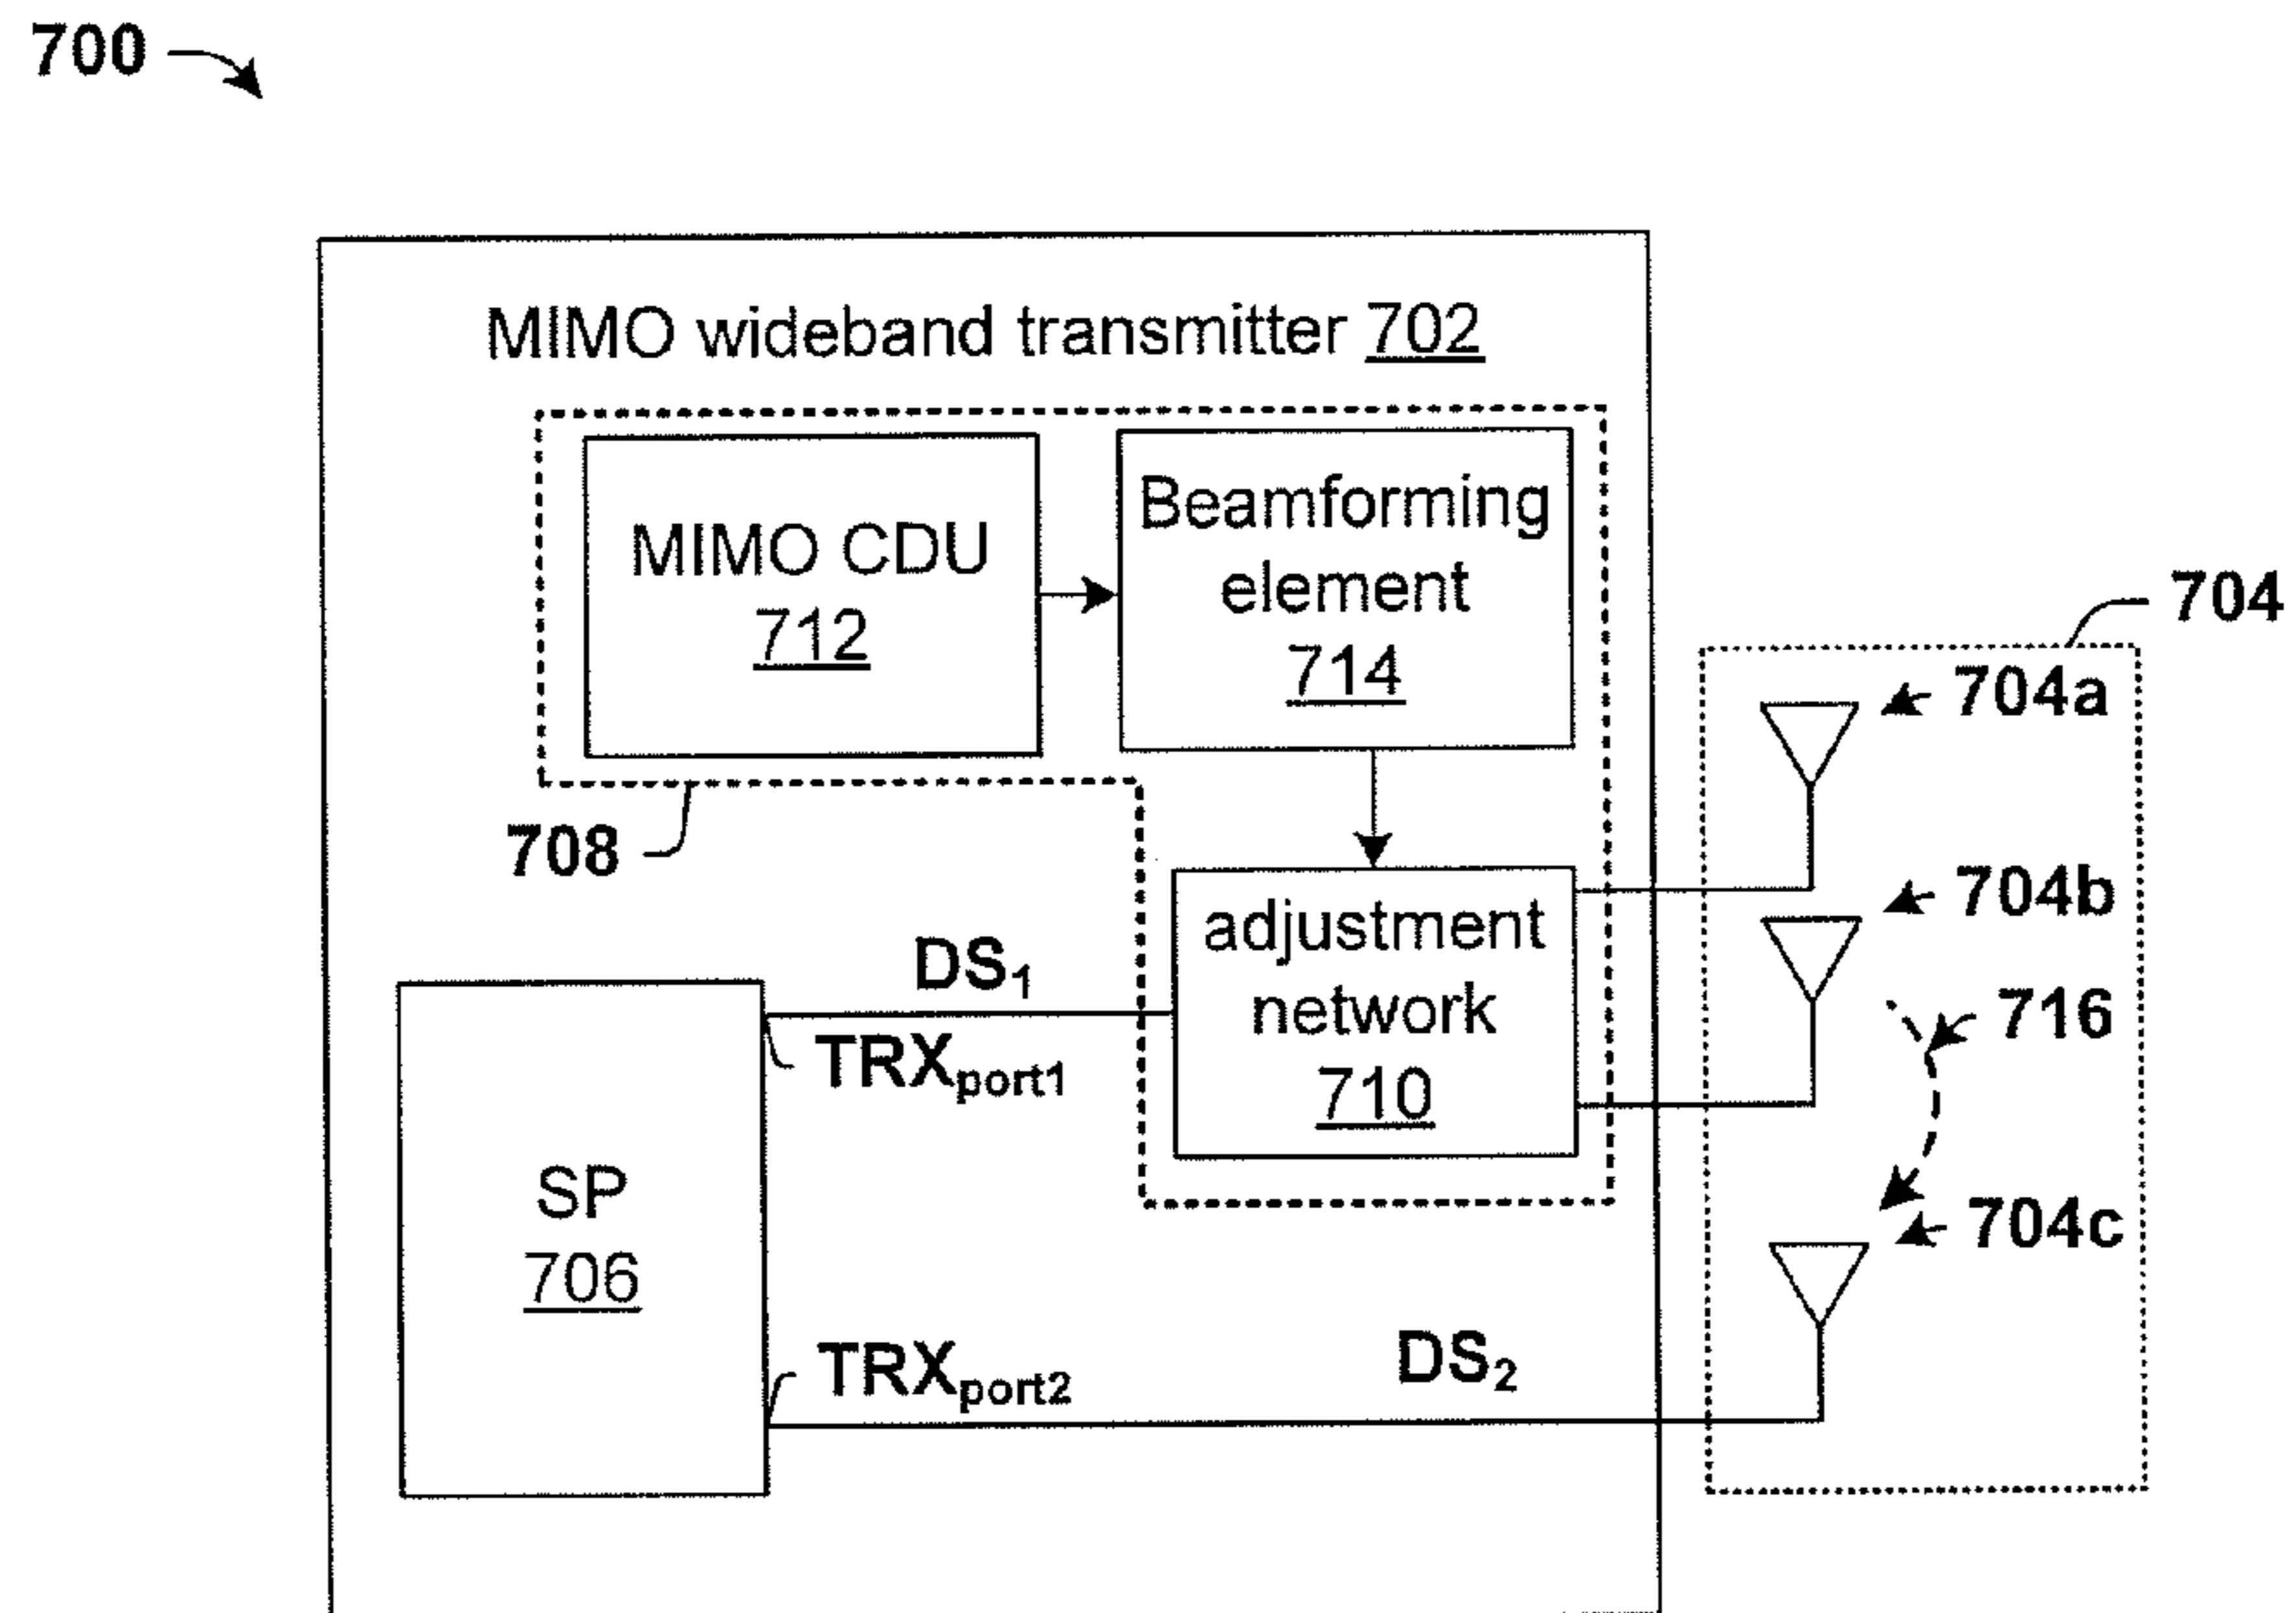 700
MIMO wideband transmitter 702
MIMO CDU
712
Beamforming
element
714
704
704a
708
704b
adjustment
network
710
DS1
TRXport1
716
SP
706
704c
TRXport2
DS2